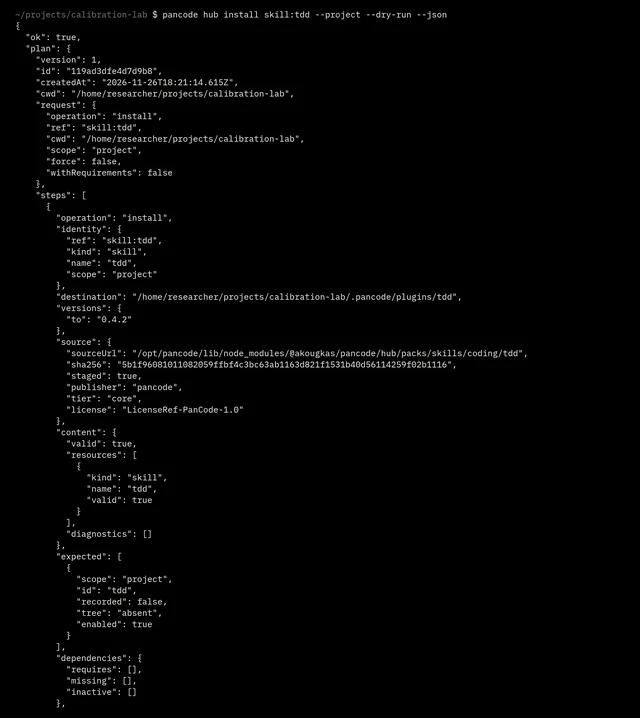 ~/projects/calibration-lab $ pancode hub install skill:tdd --project --dry-run --json
{
  "ok": true,
  "plan": {
    "version": 1,
    "id": "119ad3dfe4d7d9b8",
    "createdAt": "2026-11-26T18:21:14.615Z",
    "cwd": "/home/researcher/projects/calibration-lab",
    "request": {
      "operation": "install",
      "ref": "skill:tdd",
      "cwd": "/home/researcher/projects/calibration-lab",
      "scope": "project",
      "force": false,
      "withRequirements": false
    },
    "steps": [
      {
        "operation": "install",
        "identity": {
          "ref": "skill:tdd",
          "kind": "skill",
          "name": "tdd",
          "scope": "project"
        },
        "destination": "/home/researcher/projects/calibration-lab/.pancode/plugins/tdd",
        "versions": {
          "to": "0.4.2"
        },
        "source": {
          "sourceUrl": "/opt/pancode/lib/node_modules/@akougkas/pancode/hub/packs/skills/coding/tdd",
          "sha256": "5b1f96081011082059ffbf4c3bc63ab1163d821f1531b40d56114259f02b1116",
          "staged": true,
          "publisher": "pancode",
          "tier": "core",
          "license": "LicenseRef-PanCode-1.0"
        },
        "content": {
          "valid": true,
          "resources": [
            {
              "kind": "skill",
              "name": "tdd",
              "valid": true
            }
          ],
          "diagnostics": []
        },
        "expected": [
          {
            "scope": "project",
            "id": "tdd",
            "recorded": false,
            "tree": "absent",
            "enabled": true
          }
        ],
        "dependencies": {
          "requires": [],
          "missing": [],
          "inactive": []
        },